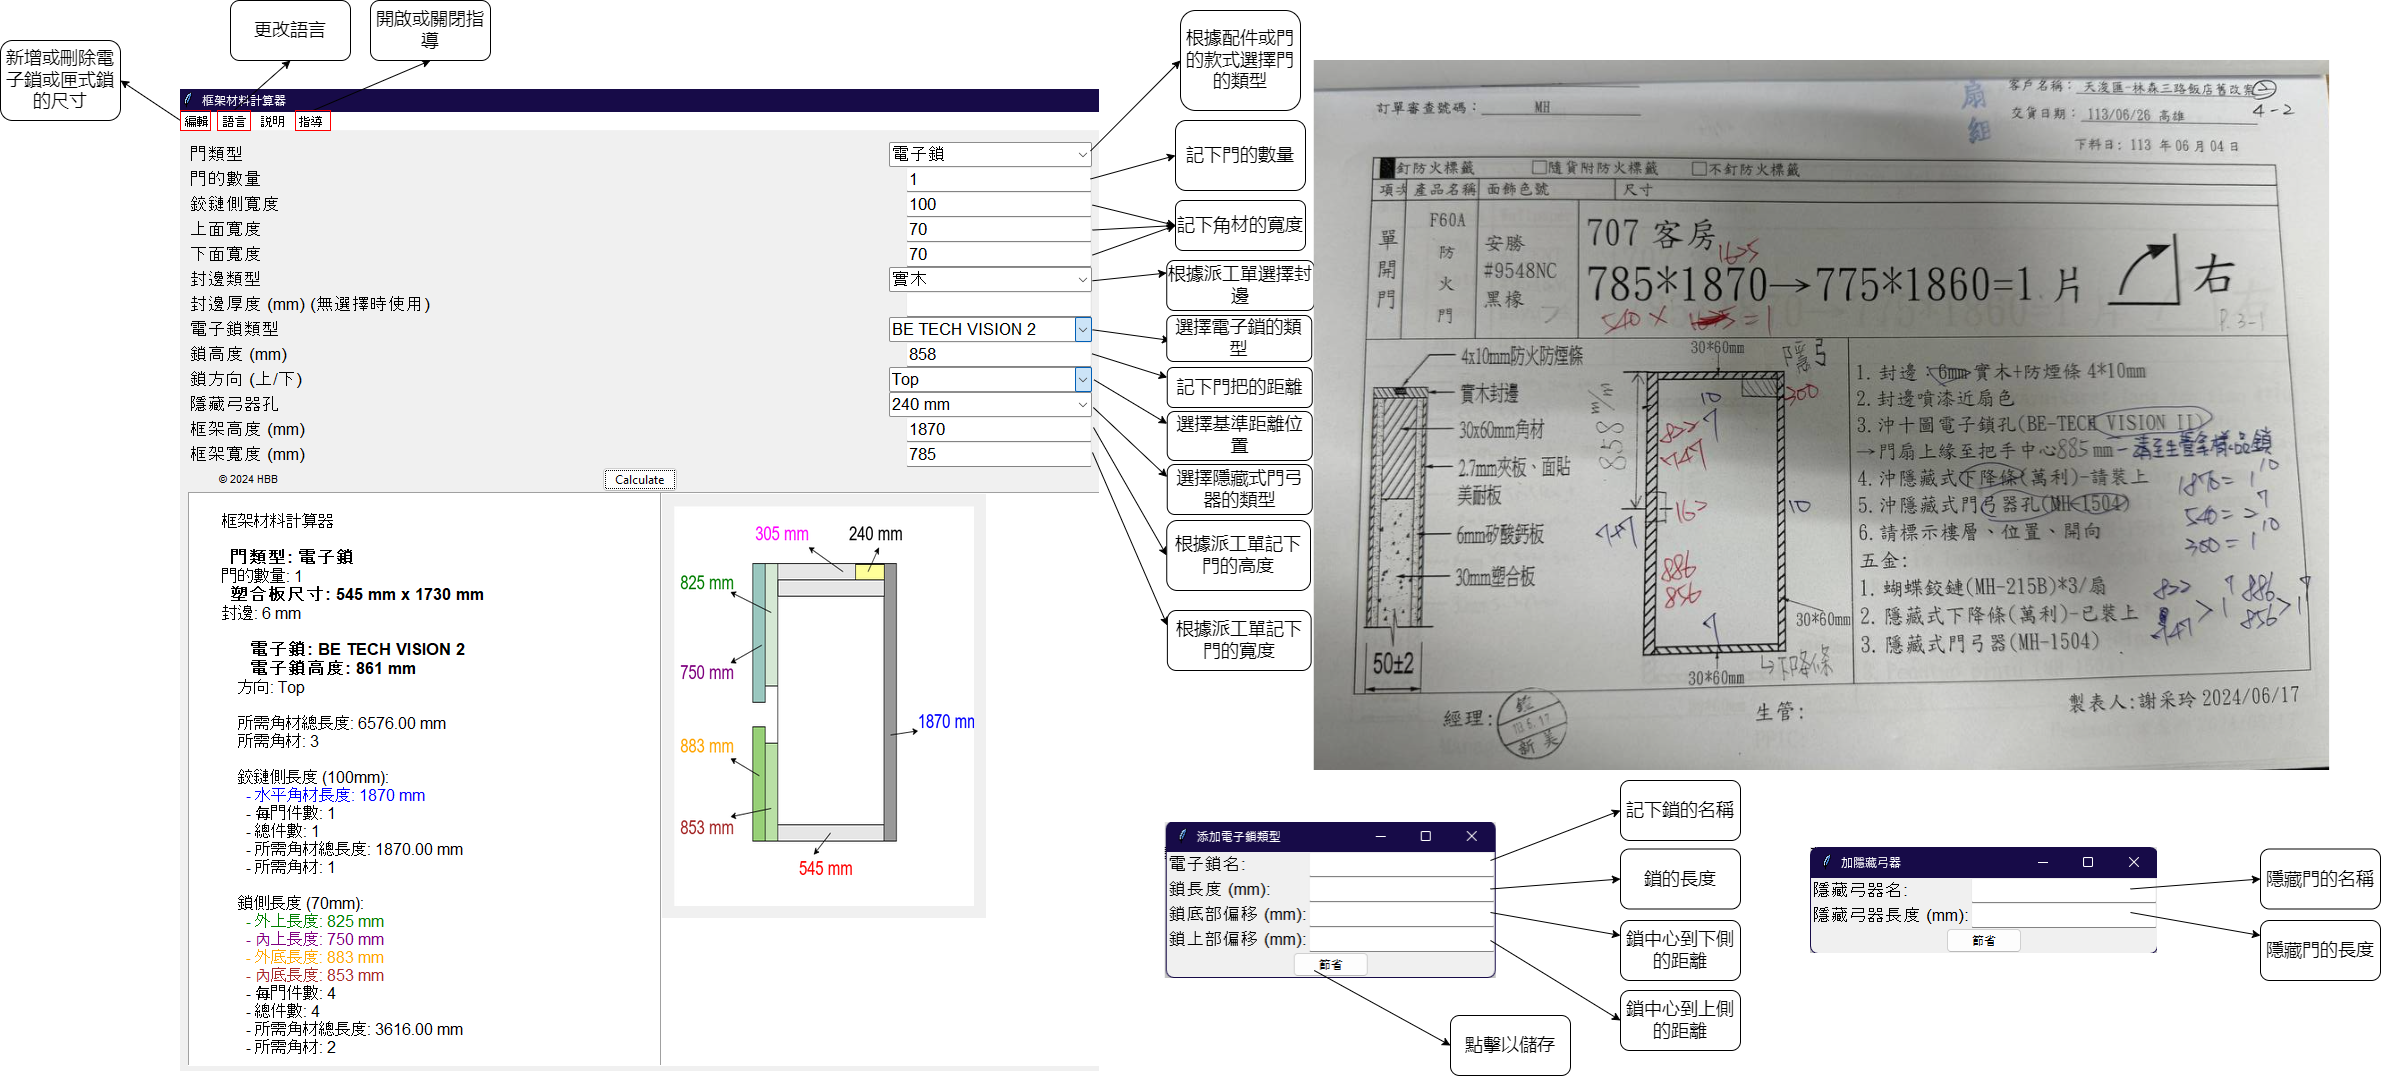 新增或刪除電
子鎖或匣式鎖
的尺寸
更改語言
開啟或關閉指
導
框架材料計算器
編輯 語言 説明 指導
門類型 電子鎖
門的數量 1
鉸鏈側寬度 100
上面寬度 70
下面寬度 70
封邊類型 實木
封邊厚度 (mm) (無選擇時使用)
電子鎖類型 BE TECH VISION 2
鎖高度 (mm) 858
鎖方向 (上/下) Top
隱藏弓器孔 240 mm
框架高度 (mm) 1870
框架寬度 (mm) 785
© 2024 HBB
Calculate
框架材料計算器
門類型: 電子鎖
門的數量: 1
塑合板尺寸: 545 mm x 1730 mm
封邊: 6 mm
電子鎖: BE TECH VISION 2
電子鎖高度: 861 mm
方向: Top
所需角材總長度: 6576.00 mm
所需角材: 3
鉸鏈側長度 (100mm):
- 水平角材長度: 1870 mm
- 每門件數: 1
- 總件數: 1
- 所需角材總長度: 1870.00 mm
- 所需角材: 1
鎖側長度 (70mm):
- 外上長度: 825 mm
- 內上長度: 750 mm
- 外底長度: 883 mm
- 內底長度: 853 mm
- 每門件數: 4
- 總件數: 4
- 所需角材總長度: 3616.00 mm
- 所需角材: 2
305 mm
240 mm
825 mm
750 mm
1870 mm
883 mm
853 mm
545 mm
根據配件或門
的款式選擇門
的類型
記下門的數量
記下角材的寬度
根據派工單選擇封
邊
選擇電子鎖的類
型
記下門把的距離
選擇基準距離位
置
選擇隱藏式門弓
器的類型
根據派工單記下
門的高度
根據派工單記下
門的寬度
訂單審查號碼： MH
扇組
客戶名稱： 天浚匯-林森三路飯店舊改案 2
4-2
交貨日期： 113/06/26 高雄
下料日: 113 年 06 月 04 日
釘防火標籤 隨貨附防火標籤 不釘防火標籤
項次 產品名稱 面飾色號 尺寸
單開門
F60A
防火門
安勝
#9548NC
黑橡
707 客房
785*1870→775*1860=1 片
右
4x10mm防火防煙條
實木封邊
30x60mm角材
2.7mm夾板、面貼
美耐板
6mm矽酸鈣板
30mm塑合板
50±2
30*60mm
隱弓
300
10
7
822
747
858 m/m
162
747
10
886
856
7
30*60mm
30*60mm
下降條
1. 封邊：6mm實木+防煙條 4*10mm
2. 封邊噴漆近扇色
3. 沖十圖電子鎖孔(BE-TECH VISION II)
→門扇上緣至把手中心885mm
4. 沖隱藏式下降條(萬利)-請裝上
5. 沖隱藏式門弓器孔(MH-1504)
6. 請標示樓層、位置、開向
1870=1 10
540=2 7
300=1 10
五金:
1. 蝴蝶鉸鏈(MH-215B)*3/扇
2. 隱藏式下降條(萬利)-已裝上
3. 隱藏式門弓器(MH-1504)
822
747 > 1 7
886
856 > 1 7
經理:
生管:
製表人:謝采玲 2024/06/17
添加電子鎖類型
電子鎖名:
鎖長度 (mm):
鎖底部偏移 (mm):
鎖上部偏移 (mm):
節省
記下鎖的名稱
鎖的長度
鎖中心到下側
的距離
鎖中心到上側
的距離
點擊以儲存
加隱藏弓器
隱藏弓器名:
隱藏弓器長度 (mm):
節省
隱藏門的名稱
隱藏門的長度